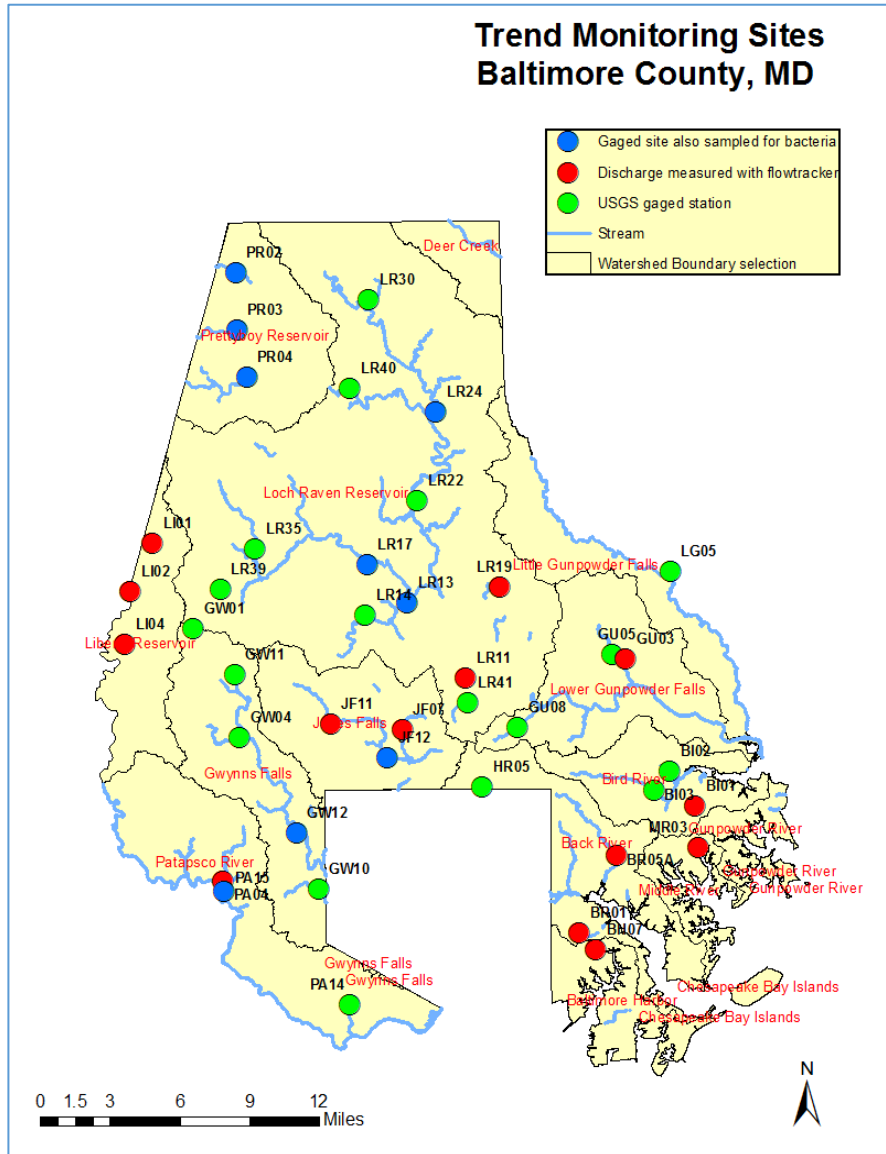 Trend Monitoring Sites
Baltimore County, MD
Gaged site also sampled for bacteria
Discharge measured with flowtracker
USGS gaged station
Stream
Watershed Boundary selection
Deer Creek
PR02
LR30
PR03
Prettyboy Reservoir
PR04
LR40
LR24
LR22
Loch Raven Reservoir
LI01
LR35
LR17
LR19
Little Gunpowder Falls
LG05
LI02
LR39
LR13
LR14
GW01
LI04
GU05
GU03
GW11
LR11
Lower Gunpowder Falls
LR41
JF11
JF07
GU08
GW04
JF12
BI02
Gwynns Falls
HR05
Bird River
BI01
BI03
GW12
MR03
Gunpowder River
Back River
BR05A
Patapsco River
PA15
PA04
GW10
Gunpowder River
Middle River
Gunpowder River
BR01
BH07
Gwynns Falls
Gwynns Falls
PA14
Chesapeake Bay Islands
Baltimore Harbor
Chesapeake Bay Islands
N
0 1.5 3 6 9 12
Miles